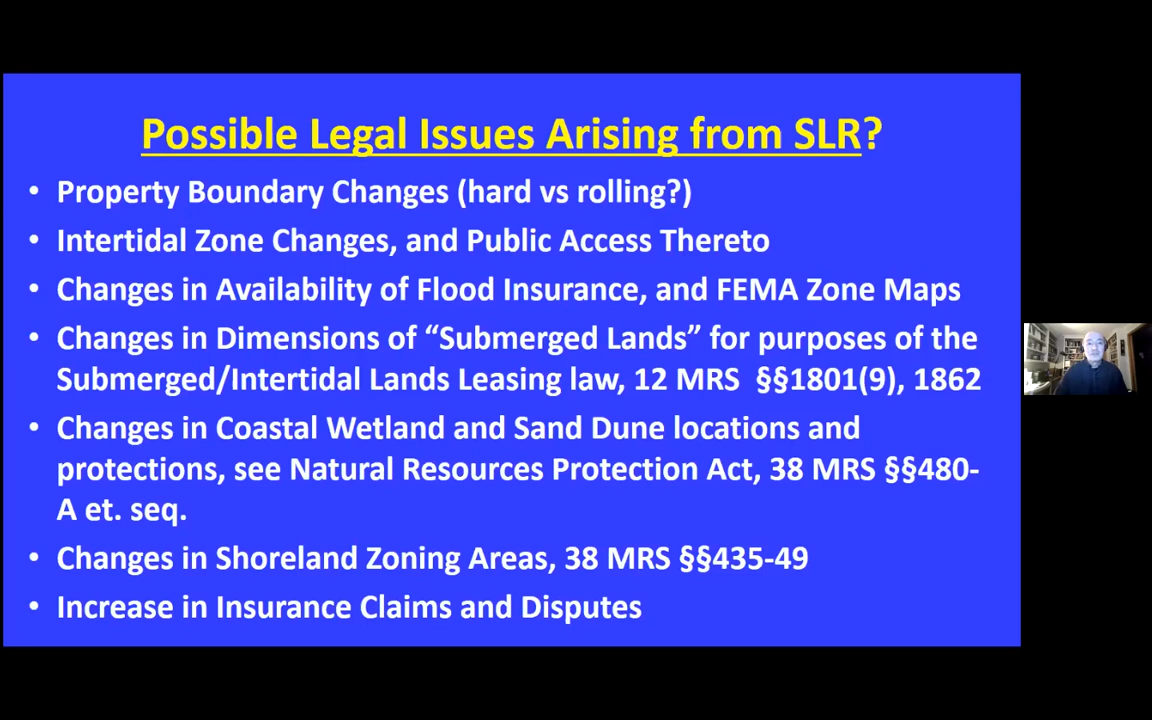 Possible Legal Issues Arising from SLR?
• Property Boundary Changes (hard vs rolling?)
• Intertidal Zone Changes, and Public Access Thereto
• Changes in Availability of Flood Insurance, and FEMA Zone Maps
• Changes in Dimensions of “Submerged Lands” for purposes of the
Submerged/Intertidal Lands Leasing law, 12 MRS §§1801(9), 1862
• Changes in Coastal Wetland and Sand Dune locations and
protections, see Natural Resources Protection Act, 38 MRS §§480-
A et. seq.
• Changes in Shoreland Zoning Areas, 38 MRS §§435-49
• Increase in Insurance Claims and Disputes